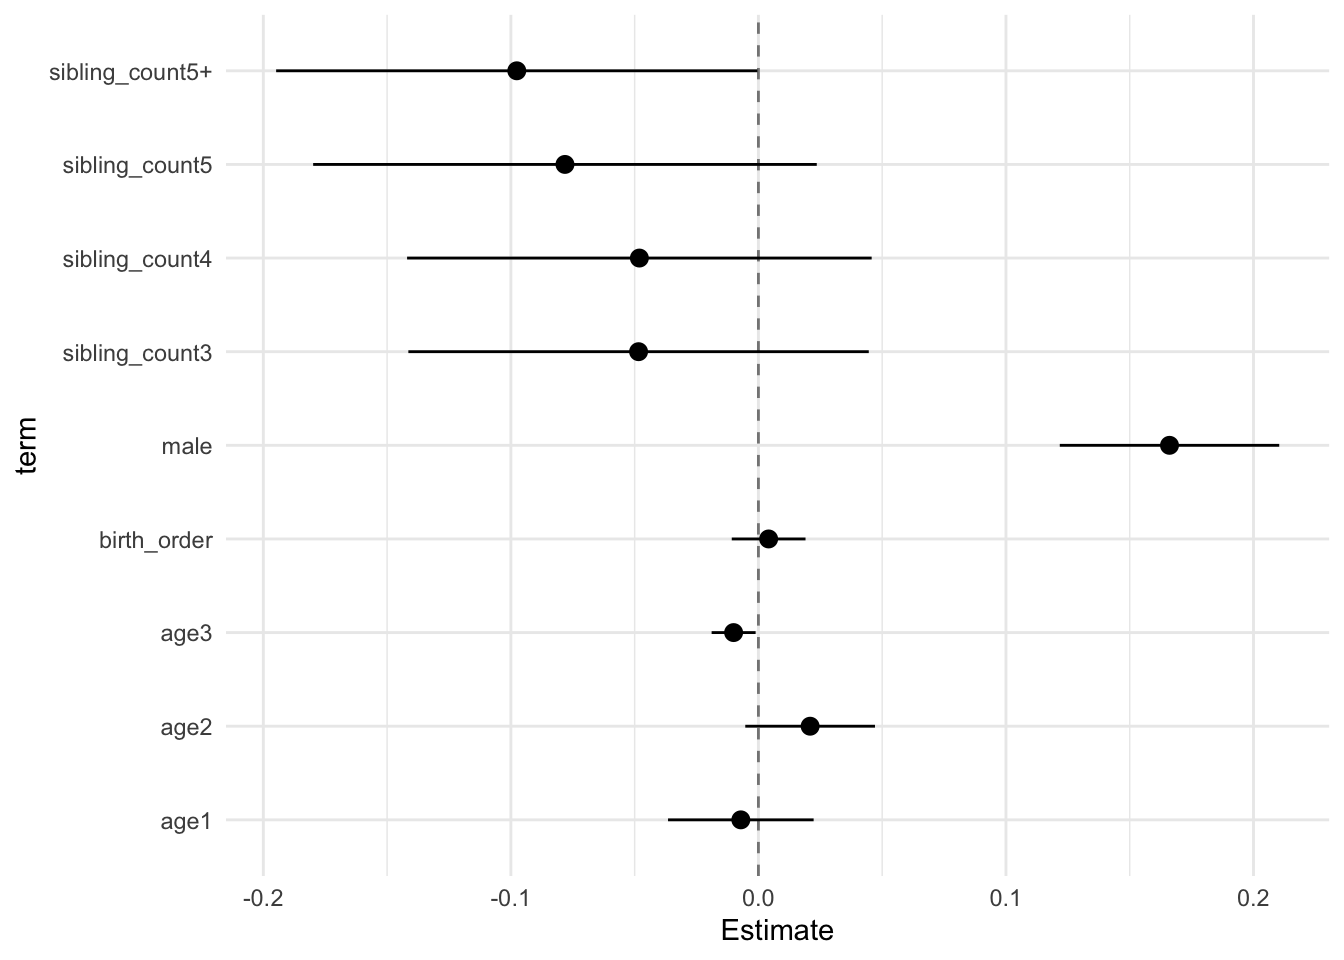 sibling_count5+
sibling_count5
sibling_count4
sibling_count3
male
birth_order
age3
age2
age1
term
-0.2 -0.1 0.0 0.1 0.2
Estimate